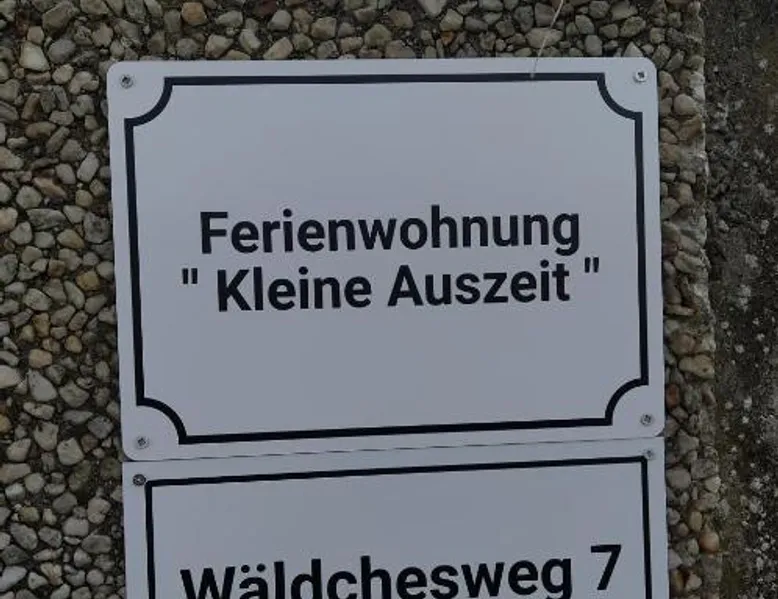 Ferienwohnung
" Kleine Auszeit "
Wäldchesweg 7